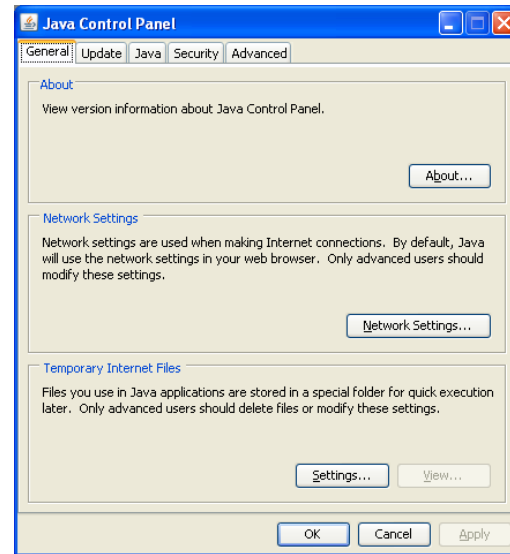 Java Control Panel
General Update Java Security Advanced
About
View version information about Java Control Panel.
About...
Network Settings
Network settings are used when making Internet connections. By default, Java
will use the network settings in your web browser. Only advanced users should
modify these settings.
Network Settings...
Temporary Internet Files
Files you use in Java applications are stored in a special folder for quick execution
later. Only advanced users should delete files or modify these settings.
Settings... View...
OK Cancel Apply